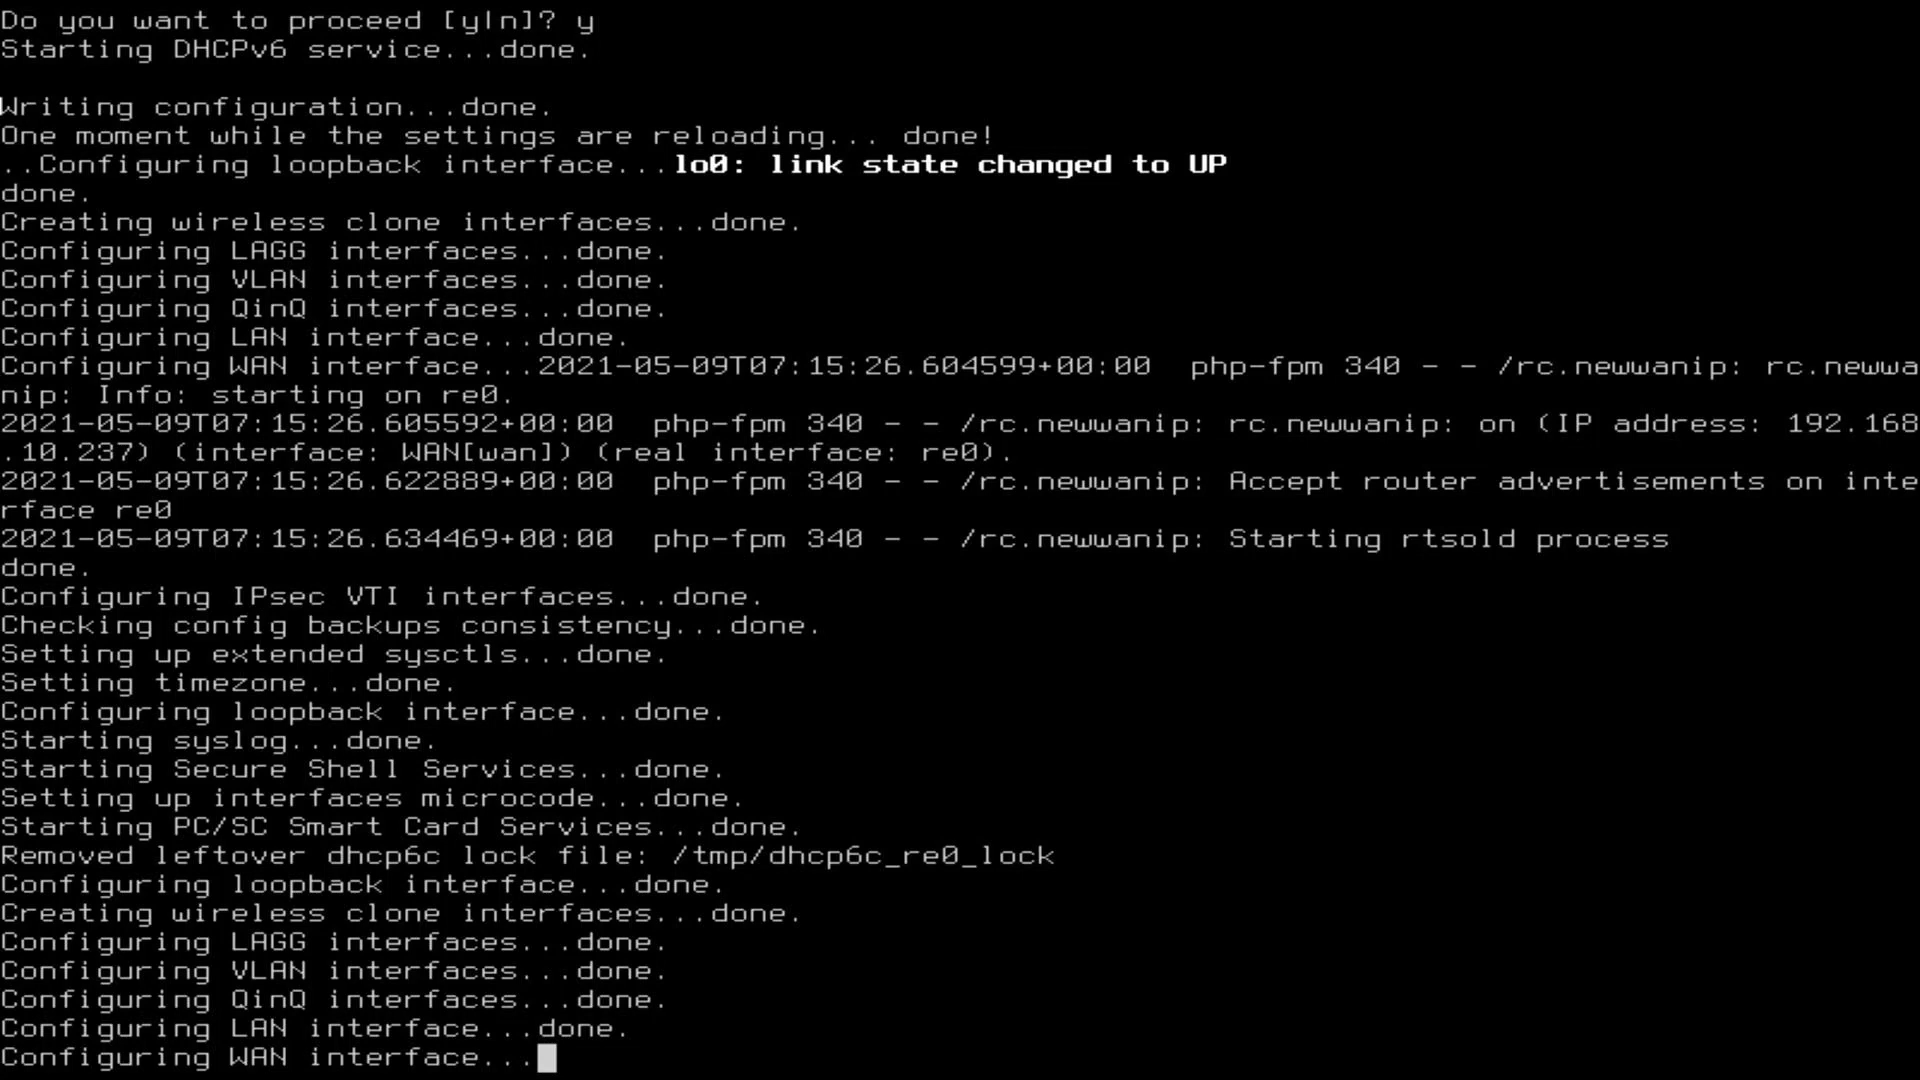 Do you want to proceed [y|n]? y
Starting DHCPv6 service...done.
Writing configuration...done.
One moment while the settings are reloading... done!
..Configuring loopback interface...lo0: link state changed to UP
done.
Creating wireless clone interfaces...done.
Configuring LAGG interfaces...done.
Configuring VLAN interfaces...done.
Configuring QinQ interfaces...done.
Configuring LAN interface...done.
Configuring WAN interface...2021-05-09T07:15:26.604599+00:00  php-fpm 340 - - /rc.newwanip: rc.newwa
nip: Info: starting on re0.
2021-05-09T07:15:26.605592+00:00  php-fpm 340 - - /rc.newwanip: rc.newwanip: on (IP address: 192.168
.10.237) (interface: WAN[wan]) (real interface: re0).
2021-05-09T07:15:26.622889+00:00  php-fpm 340 - - /rc.newwanip: Accept router advertisements on inte
rface re0
2021-05-09T07:15:26.634469+00:00  php-fpm 340 - - /rc.newwanip: Starting rtsold process
done.
Configuring IPsec VTI interfaces...done.
Checking config backups consistency...done.
Setting up extended sysctls...done.
Setting timezone...done.
Configuring loopback interface...done.
Starting syslog...done.
Starting Secure Shell Services...done.
Setting up interfaces microcode...done.
Starting PC/SC Smart Card Services...done.
Removed leftover dhcp6c lock file: /tmp/dhcp6c_re0_lock
Configuring loopback interface...done.
Creating wireless clone interfaces...done.
Configuring LAGG interfaces...done.
Configuring VLAN interfaces...done.
Configuring QinQ interfaces...done.
Configuring LAN interface...done.
Configuring WAN interface...